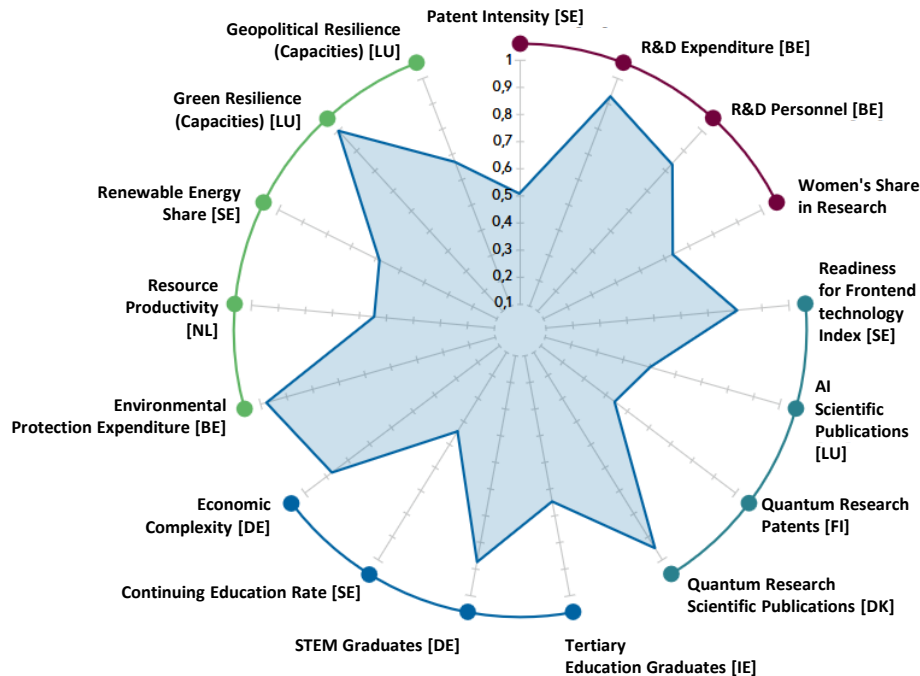 Patent Intensity [SE]
R&D Expenditure [BE]
R&D Personnel [BE]
Women's Share
in Research
Readiness
for Frontend
technology
Index [SE]
AI
Scientific
Publications
[LU]
Quantum Research
Patents [FI]
Quantum Research
Scientific Publications [DK]
Tertiary
Education Graduates [IE]
STEM Graduates [DE]
Continuing Education Rate [SE]
Economic
Complexity [DE]
Environmental
Protection Expenditure [BE]
Resource
Productivity
[NL]
Renewable Energy
Share [SE]
Green Resilience
(Capacities) [LU]
Geopolitical Resilience
(Capacities) [LU]
1
0,9
0,8
0,7
0,6
0,5
0,4
0,3
0,2
0,1